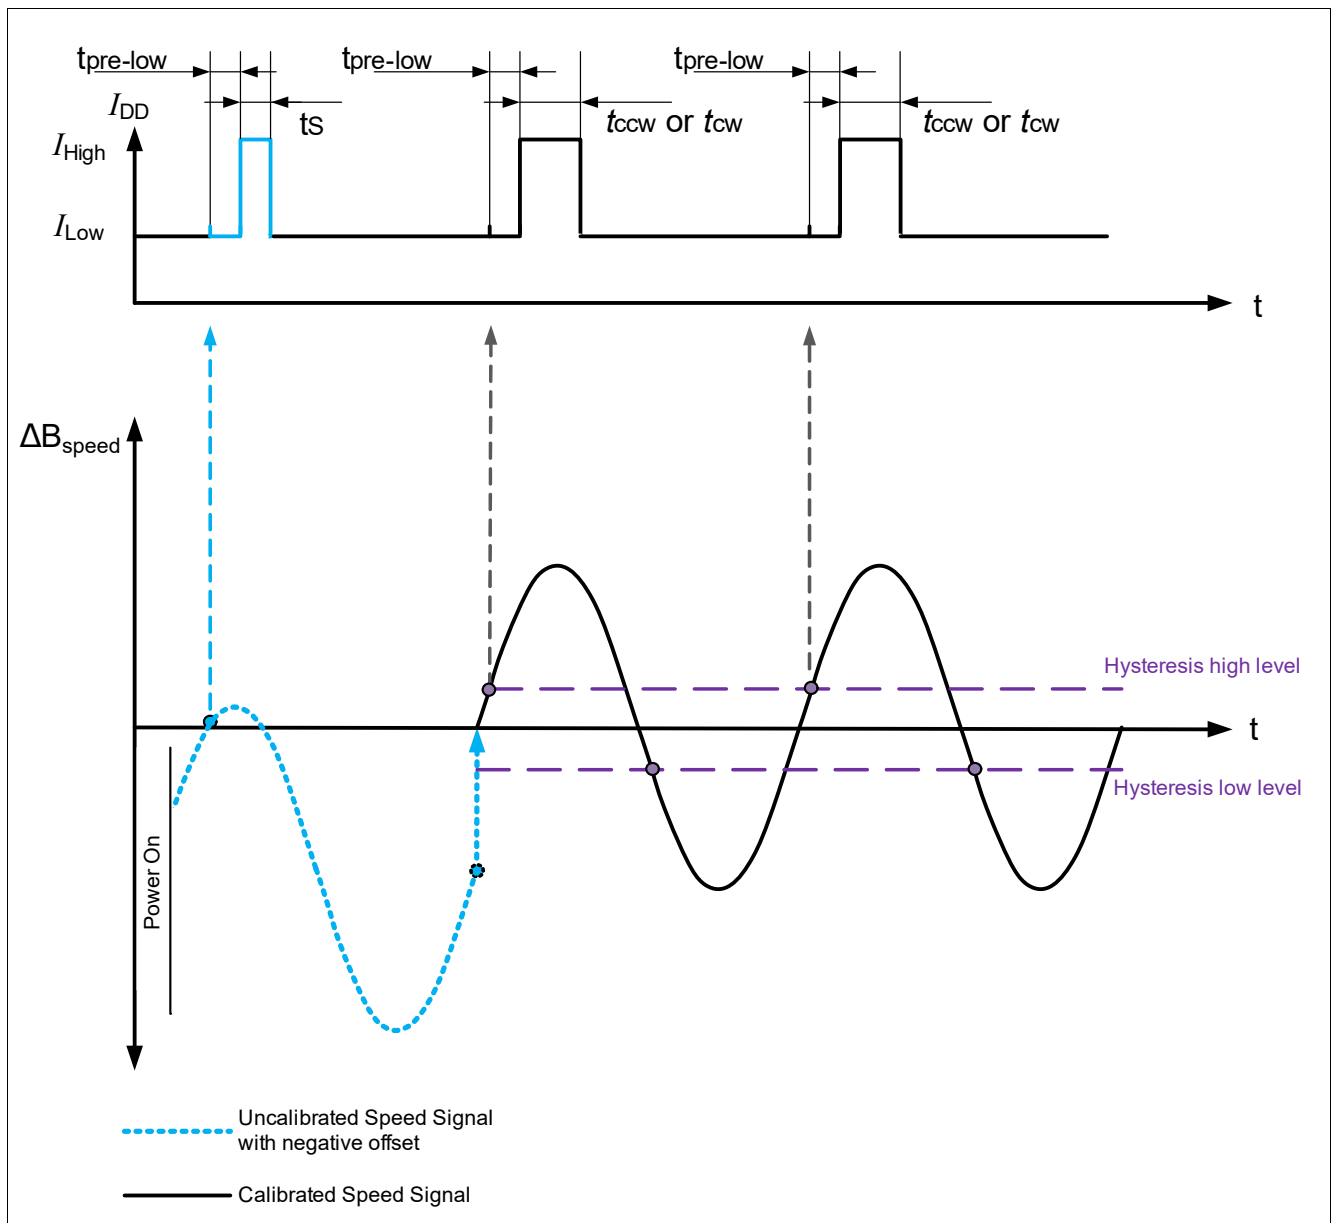 tpre-low
tpre-low
tpre-low
IDD
tS
tccw or tcw
tccw or tcw
IHigh
ILow
t
ΔBspeed
Hysteresis high level
t
Hysteresis low level
Power On
Uncalibrated Speed Signal
with negative offset
Calibrated Speed Signal